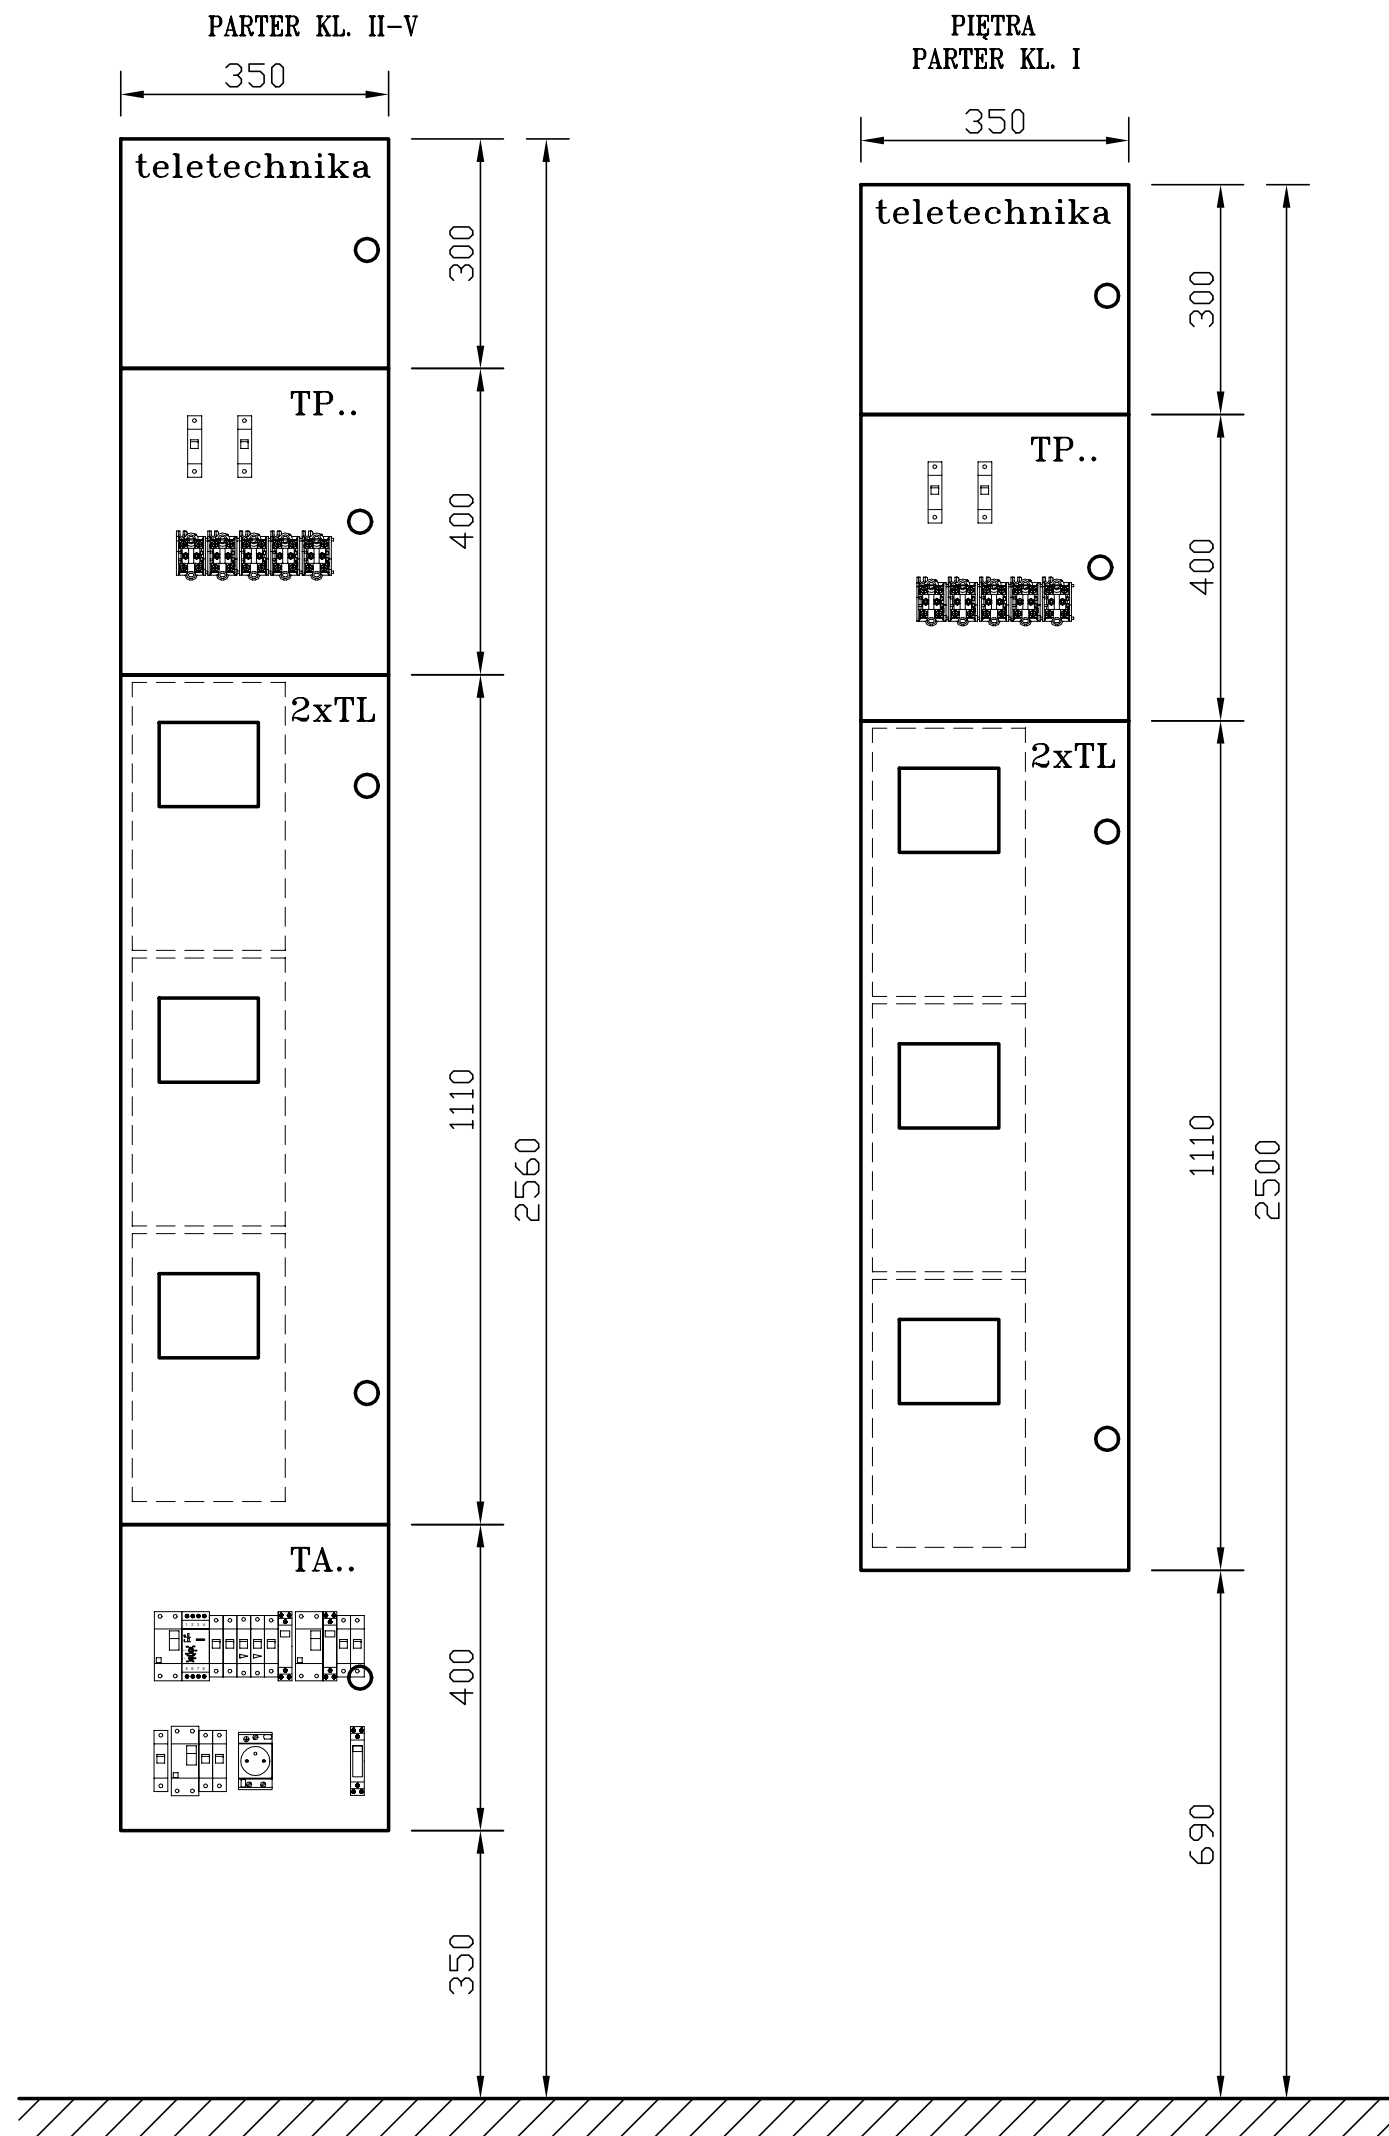 PARTER KL. II-V
350
teletechnika
300
TP..
400
2xTL
1110
2560
TA..
400
350
PIĘTRA
PARTER KL. I
350
teletechnika
300
TP..
400
2xTL
1110
2500
690